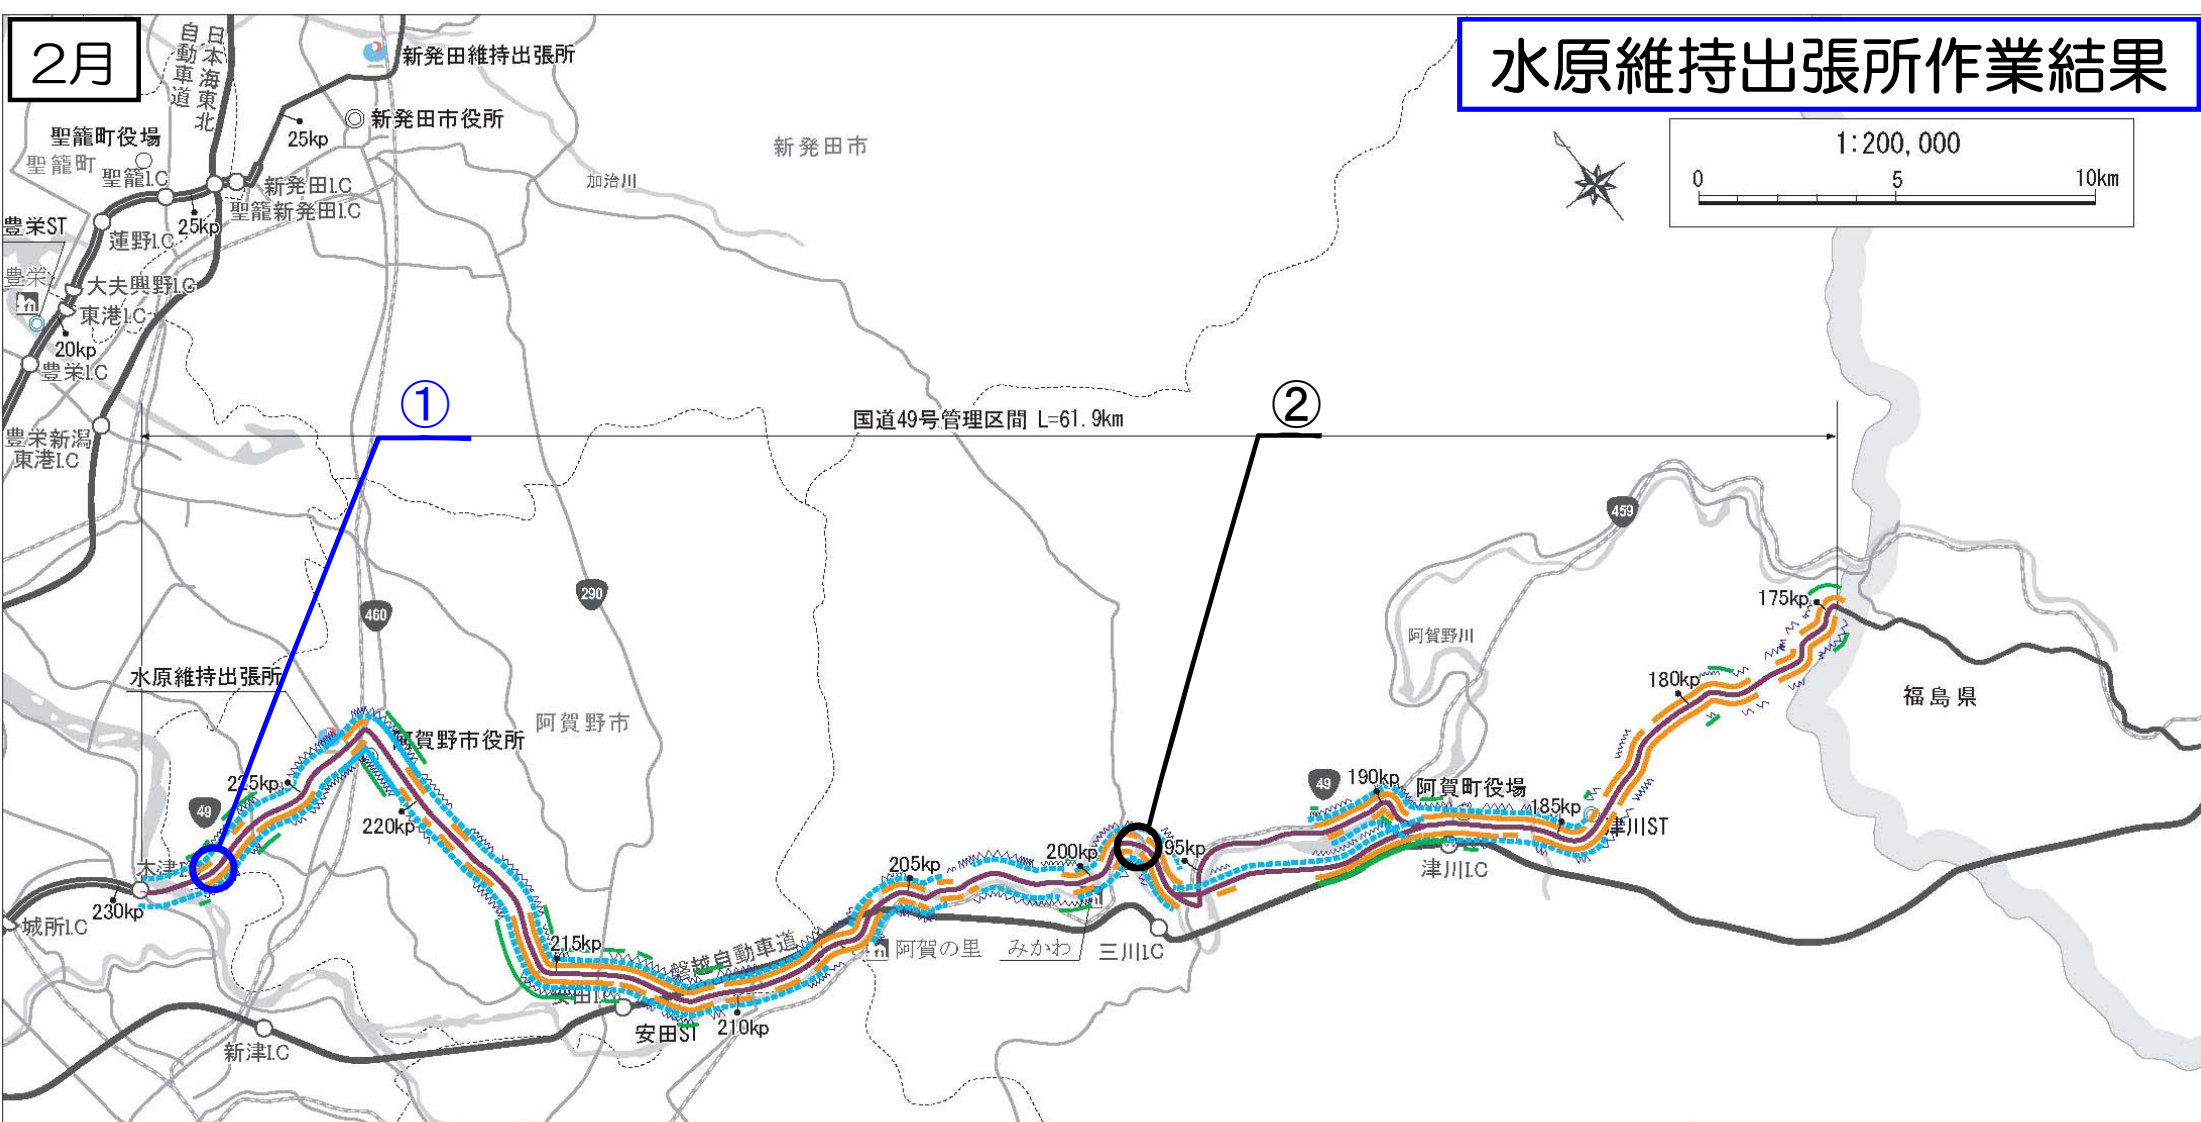 2月
水原維持出張所作業結果
1:200,000
0 5 10km
日本海東北
自動車道
新発田維持出張所
新発田市役所
25kp
聖籠町役場
聖籠町
聖籠I.C
新発田I.C
聖籠新発田I.C
25kp
新発田市
加治川
豊栄ST
蓮野I.C
豊栄
大夫興野I.C
東港I.C
20kp
豊栄I.C
豊栄新潟
東港I.C
①
②
国道49号管理区間 L=61.9km
459
290
460
175kp
阿賀野川
水原維持出張所
180kp
福島県
阿賀野市
阿賀野市役所
225kp
49
220kp
49
190kp
阿賀町役場
185kp
津川ST
木津I
200kp
95kp
205kp
津川I.C
230kp
城所I.C
215kp
磐越自動車道
阿賀の里
みかわ
三川I.C
安田I.C
安田ST
210kp
新津I.C